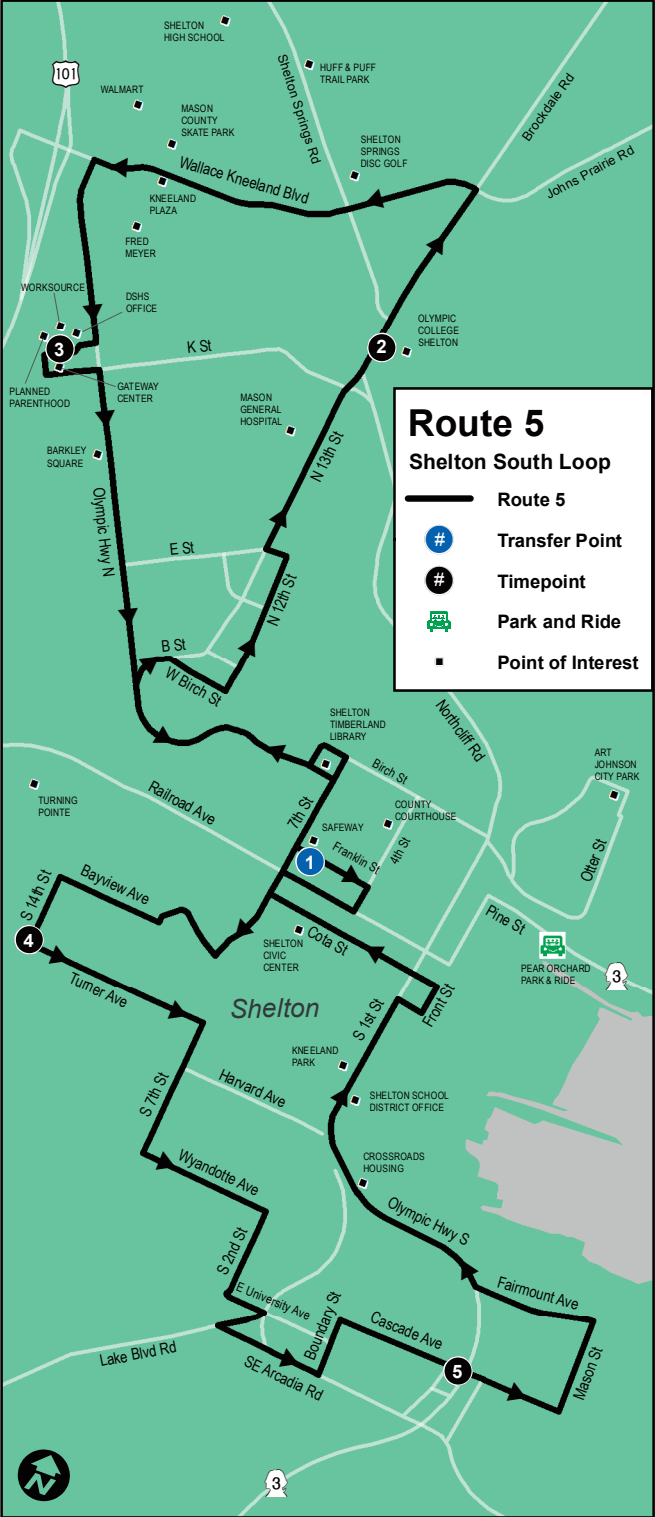 SHELTON
HIGH SCHOOL
101
HUFF & PUFF
TRAIL PARK
Shelton Springs Rd
WALMART
Brockdale Rd
MASON
COUNTY
SKATE PARK
SHELTON
SPRINGS
DISC GOLF
Johns Prairie Rd
Wallace Kneeland Blvd
KNEELAND
PLAZA
FRED
MEYER
WORKSOURCE
DSHS
OFFICE
3
2
OLYMPIC
COLLEGE
SHELTON
K St
PLANNED
PARENTHOOD
GATEWAY
CENTER
MASON
GENERAL
HOSPITAL
BARKLEY
SQUARE
N 13th St
Olympic Hwy N
Route 5
Shelton South Loop
Route 5
# Transfer Point
# Timepoint
Park and Ride
Point of Interest
E St
N 12th St
B St
W Birch St
Northcliff Rd
SHELTON
TIMBERLAND
LIBRARY
Birch St
ART
JOHNSON
CITY PARK
TURNING
POINTE
Railroad Ave
7th St
COUNTY
COURTHOUSE
SAFEWAY
4th St
Otter St
1
Franklin St
S 14th St
Bayview Ave
Pine St
4
SHELTON
CIVIC
CENTER
Cota St
PEAR ORCHARD
PARK & RIDE
3
Turner Ave
Shelton
Front St
S 1st St
KNEELAND
PARK
Harvard Ave
SHELTON SCHOOL
DISTRICT OFFICE
S 7th St
Wyandotte Ave
CROSSROADS
HOUSING
Olympic Hwy S
S 2nd St
E University Ave
Fairmount Ave
Boundary St
Cascade Ave
Lake Blvd Rd
SE Arcadia Rd
5
Mason St
N
3